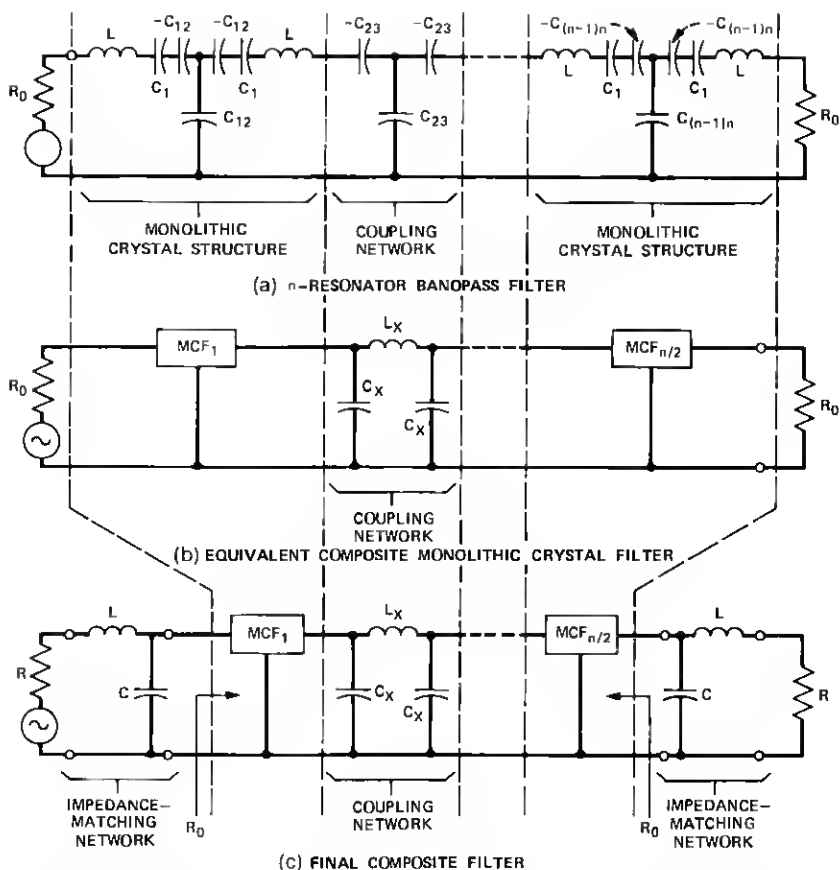 -C12 -C12 -C23 -C23 -C(n-1)n -C(n-1)n
L L
C1 C1 L C1 C1 L
R0 C12 C23 C(n-1)n R0
MONOLITHIC CRYSTAL STRUCTURE
COUPLING NETWORK
MONOLITHIC CRYSTAL STRUCTURE
(a) n-RESONATOR BANDPASS FILTER
LX
MCF1 MCFn/2
R0 CX CX R0
COUPLING NETWORK
(b) EQUIVALENT COMPOSITE MONOLITHIC CRYSTAL FILTER
L LX L
MCF1 MCFn/2
R C CX CX C R
IMPEDANCE-MATCHING NETWORK
R0
COUPLING NETWORK
R0
IMPEDANCE-MATCHING NETWORK
(c) FINAL COMPOSITE FILTER